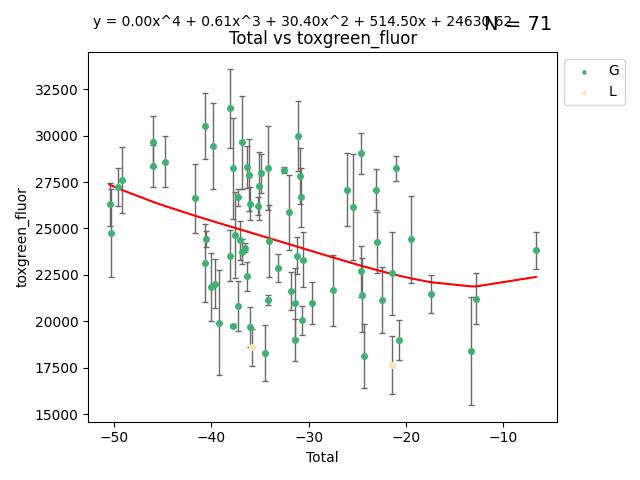 y = 0.00x^4 + 0.61x^3 + 30.40x^2 + 514.50x + 24630.62
N = 71
Total vs toxgreen_fluor
G
L
32500
30000
27500
25000
22500
20000
17500
15000
toxgreen_fluor
−50
−40
−30
−20
−10
Total